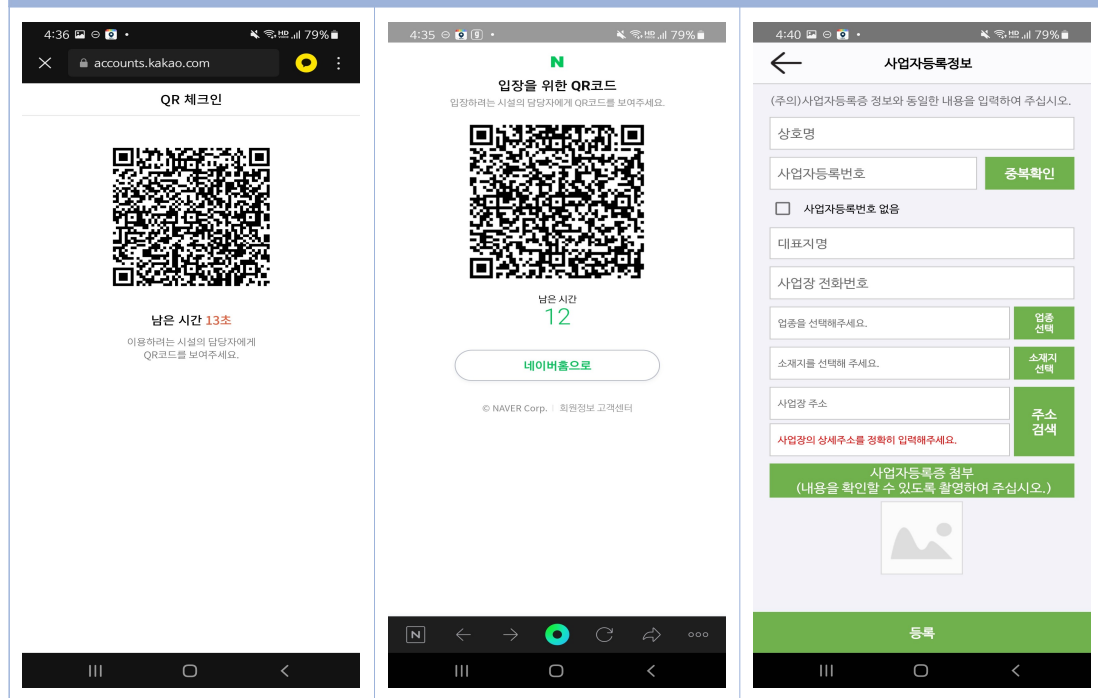 4:36
79%
accounts.kakao.com
QR 체크인
남은 시간 13초
이용하려는 시설의 담당자에게
QR코드를 보여주세요.
4:35
79%
N
입장을 위한 QR코드
입장하려는 시설의 담당자에게 QR코드를 보여주세요.
남은 시간
12
네이버홈으로
© NAVER Corp. | 회원정보 고객센터
N
4:40
79%
사업자등록정보
(주의)사업자등록증 정보와 동일한 내용을 입력하여 주십시오.
상호명
사업자등록번호
중복확인
사업자등록번호 없음
대표지명
사업장 전화번호
업종을 선택해주세요.
업종
선택
소재지를 선택해 주세요.
소재지
선택
사업장 주소
사업장의 상세주소를 정확히 입력해주세요.
주소
검색
사업자등록증 첨부
(내용을 확인할 수 있도록 촬영하여 주십시오.)
등록